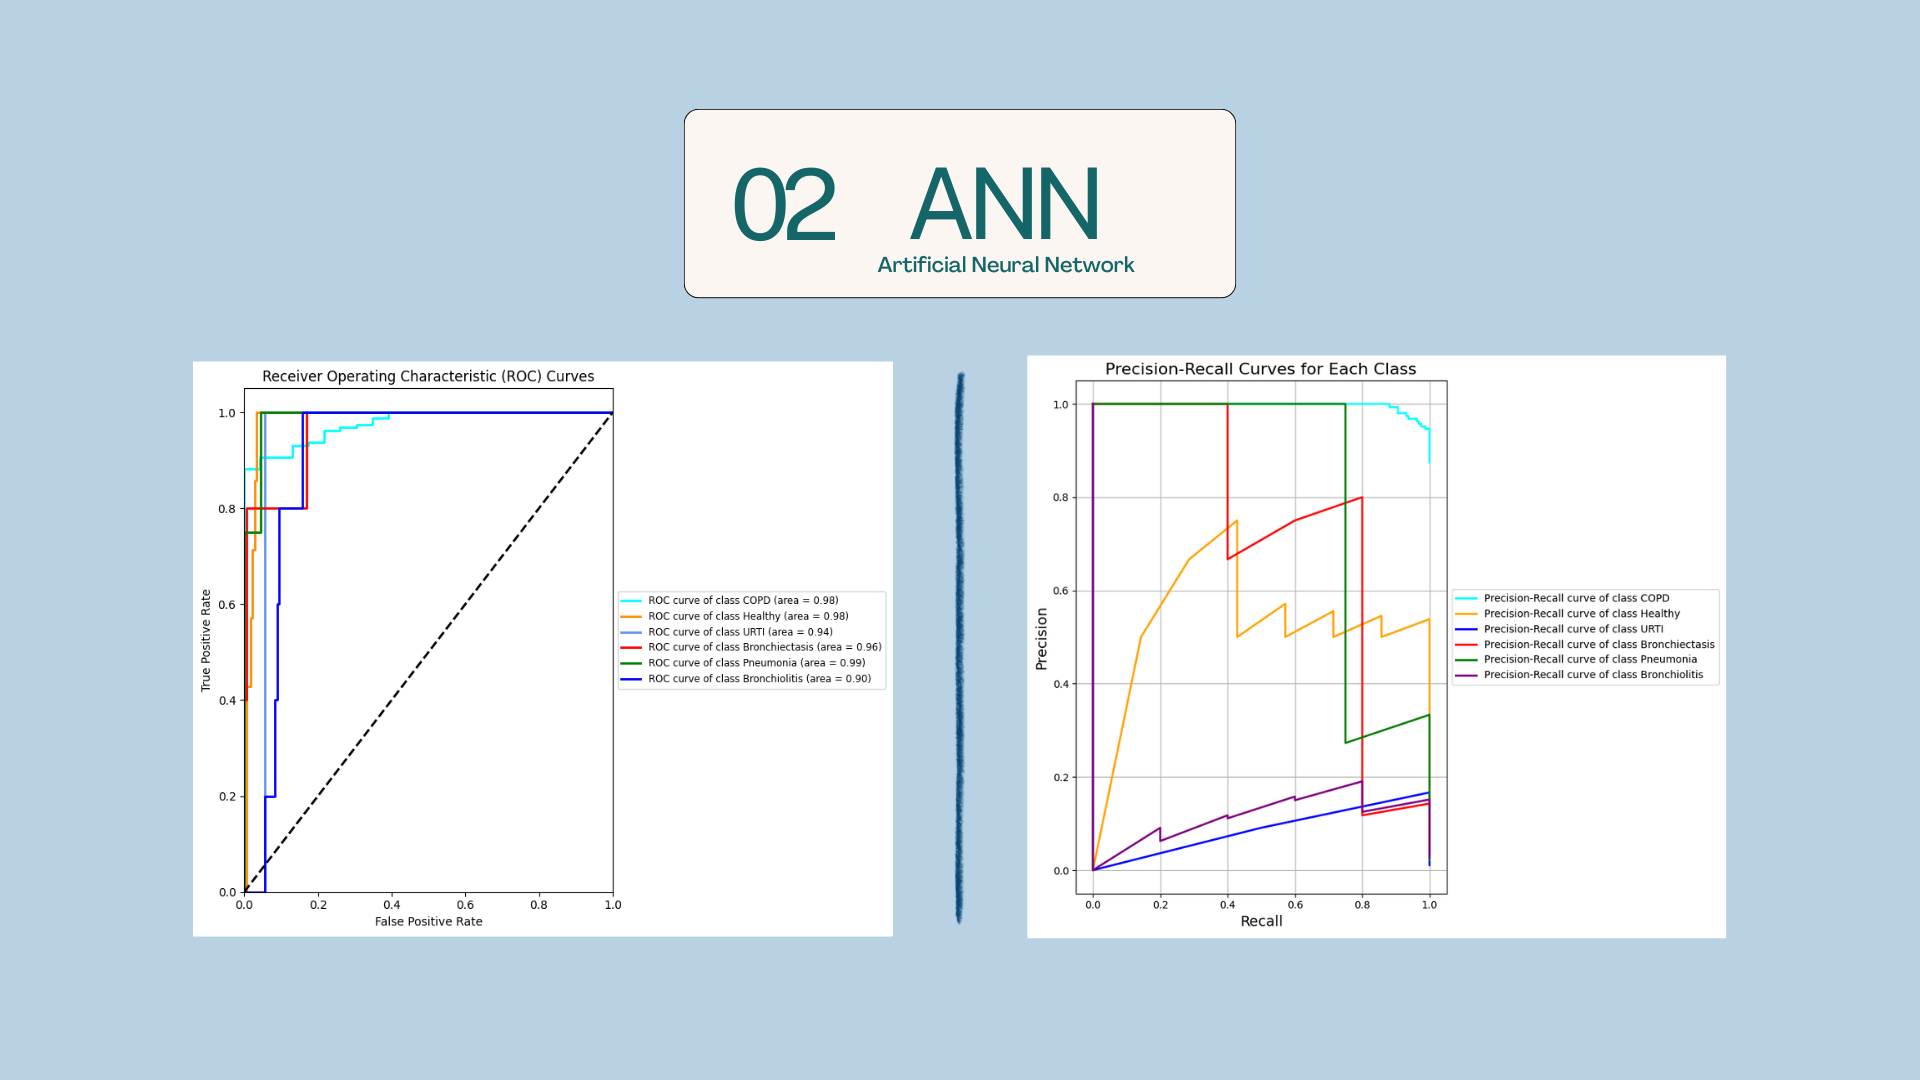 02 ANN
Artificial Neural Network
Receiver Operating Characteristic (ROC) Curves
True Positive Rate
1.0
0.8
0.6
0.4
0.2
0.0
0.0 0.2 0.4 0.6 0.8 1.0
False Positive Rate
ROC curve of class COPD (area = 0.98)
ROC curve of class Healthy (area = 0.98)
ROC curve of class URTI (area = 0.94)
ROC curve of class Bronchiectasis (area = 0.96)
ROC curve of class Pneumonia (area = 0.99)
ROC curve of class Bronchiolitis (area = 0.90)
Precision-Recall Curves for Each Class
Precision
1.0
0.8
0.6
0.4
0.2
0.0
0.0 0.2 0.4 0.6 0.8 1.0
Recall
Precision-Recall curve of class COPD
Precision-Recall curve of class Healthy
Precision-Recall curve of class URTI
Precision-Recall curve of class Bronchiectasis
Precision-Recall curve of class Pneumonia
Precision-Recall curve of class Bronchiolitis